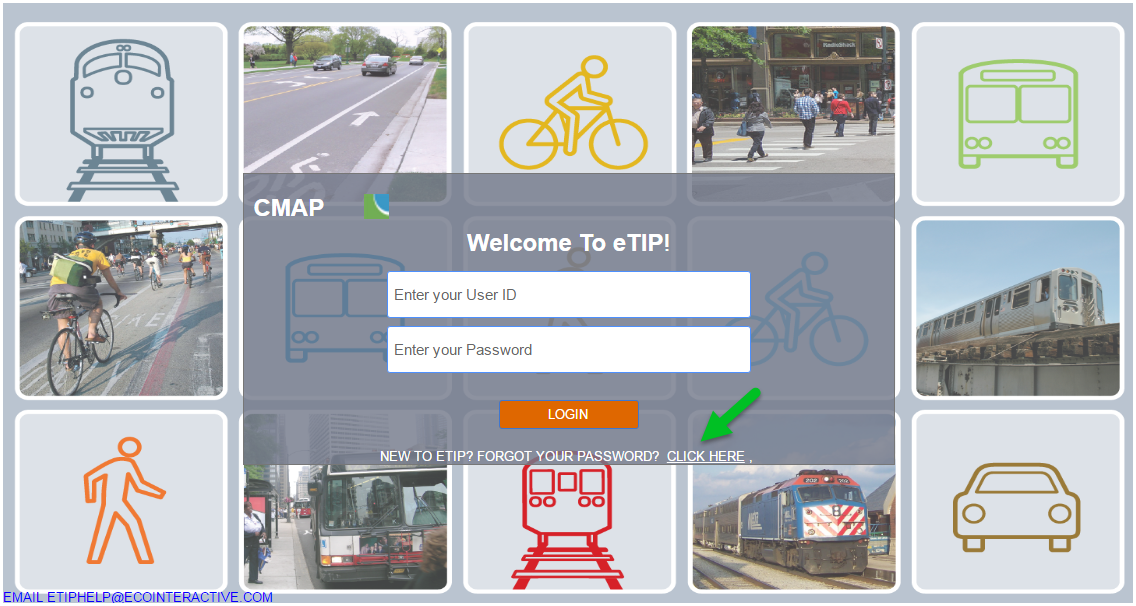 CMAP
Welcome To eTIP!
Enter your User ID
Enter your Password
LOGIN
NEW TO ETIP? FORGOT YOUR PASSWORD? CLICK HERE .
EMAIL ETIPHELP@ECOINTERACTIVE.COM